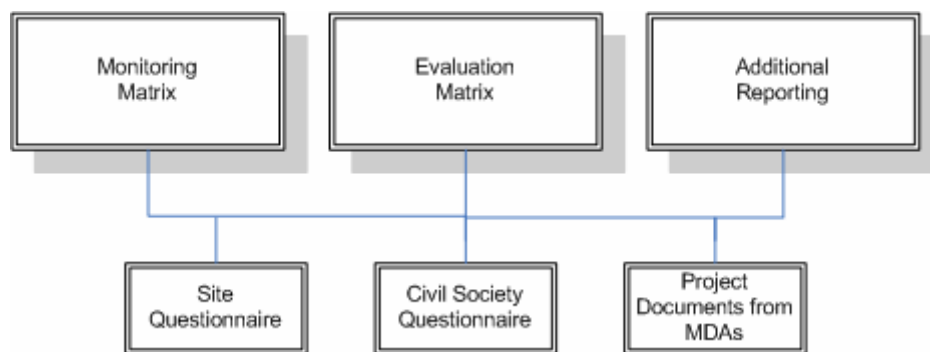 Monitoring
Matrix
Evaluation
Matrix
Additional
Reporting
Site
Questionnaire
Civil Society
Questionnaire
Project
Documents from
MDAs